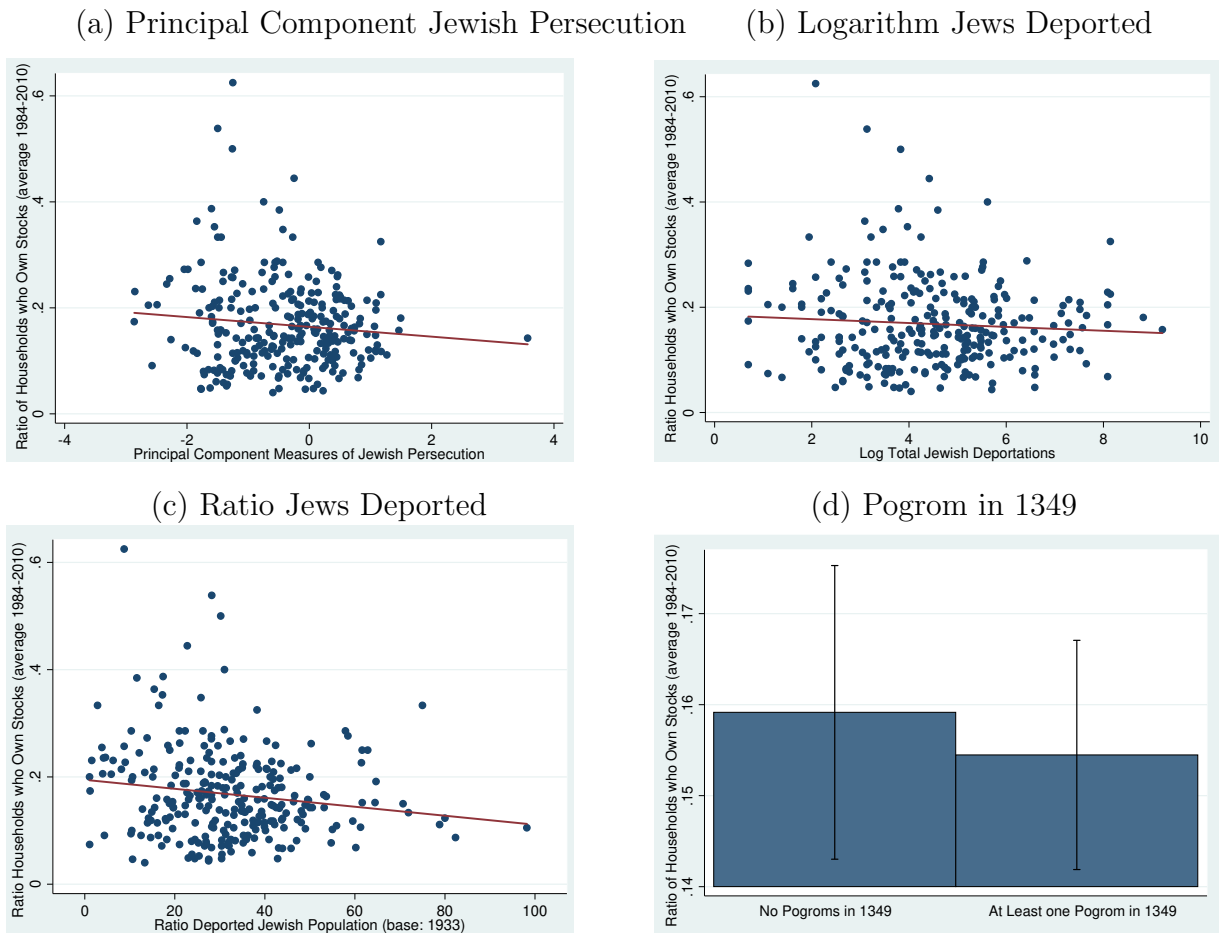 (a) Principal Component Jewish Persecution
Ratio of Households who Own Stocks (average 1984-2010)
.6
.4
.2
0
-4
-2
0
2
4
Principal Component Measures of Jewish Persecution
(b) Logarithm Jews Deported
Ratio Households who Own Stocks (average 1984-2010)
.6
.4
.2
0
0
2
4
6
8
10
Log Total Jewish Deportations
(c) Ratio Jews Deported
Ratio Households who Own Stocks (average 1984-2010)
.6
.4
.2
0
0
20
40
60
80
100
Ratio Deported Jewish Population (base: 1933)
(d) Pogrom in 1349
Ratio of Households who Own Stocks (average 1984-2010)
.17
.16
.15
.14
No Pogroms in 1349
At Least one Pogrom in 1349